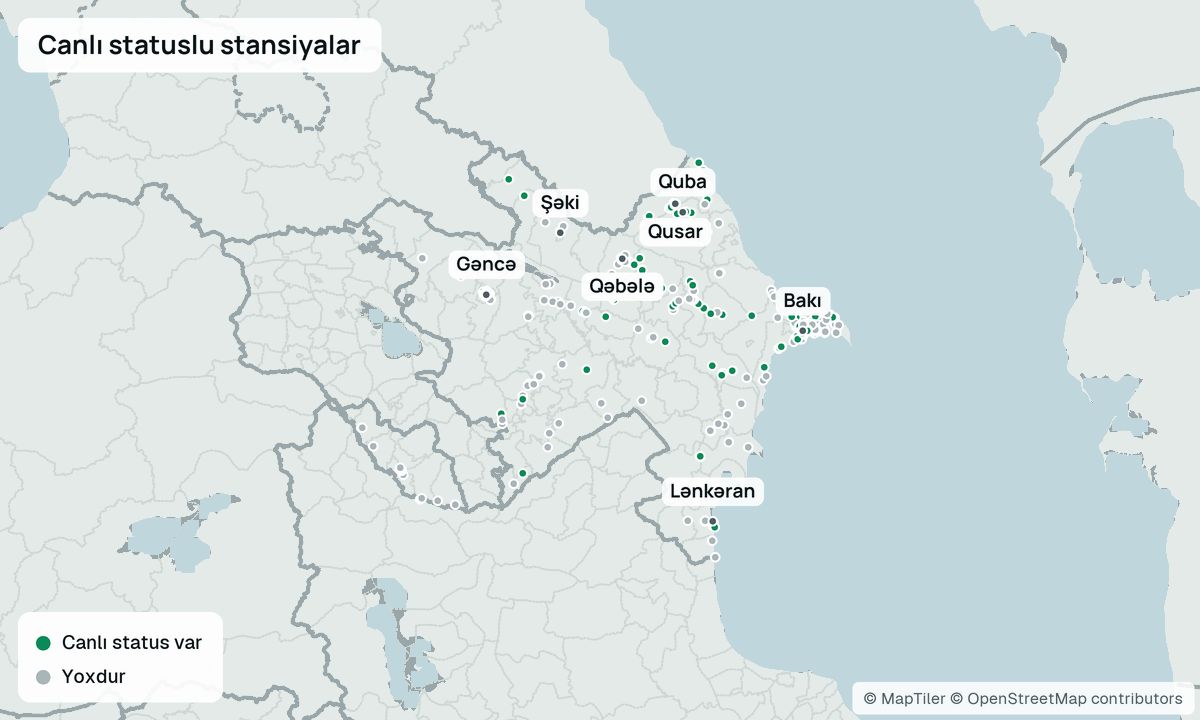 Canlı statuslu stansiyalar
Quba
Şəki
Qusar
Gəncə
Qəbələ
Bakı
Lənkəran
Canlı status var
Yoxdur
© MapTiler © OpenStreetMap contributors